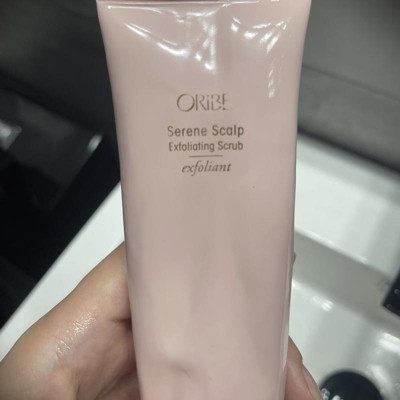 ORIBE
Serene Scalp
Exfoliating Scrub
exfoliant